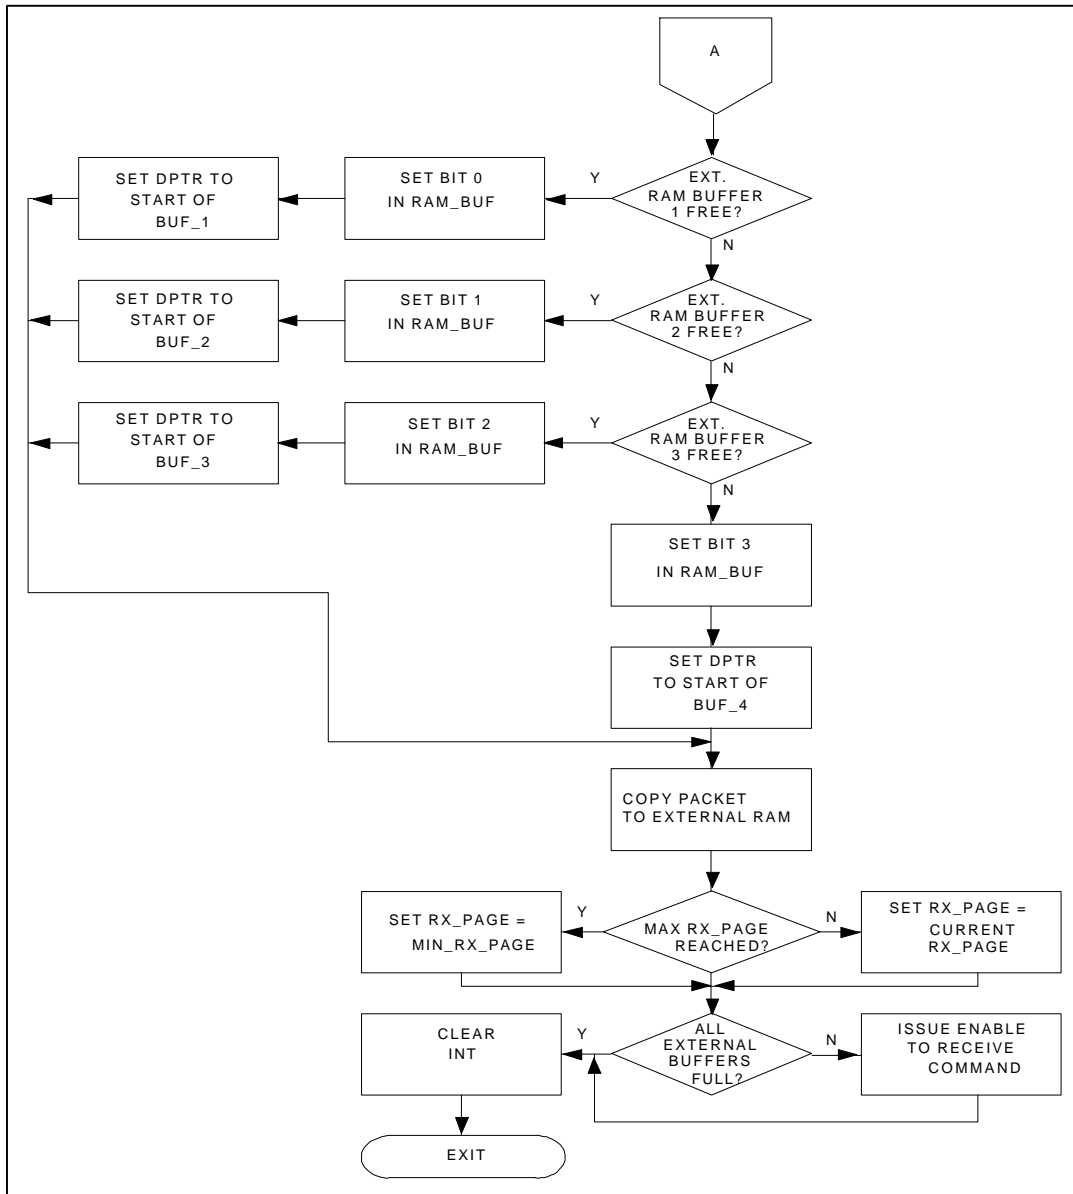 A
SET DPTR TO
START OF
BUF_1
SET BIT 0
IN RAM_BUF
Y
EXT.
RAM BUFFER
1 FREE?
N
SET DPTR TO
START OF
BUF_2
SET BIT 1
IN RAM_BUF
Y
EXT.
RAM BUFFER
2 FREE?
N
SET DPTR TO
START OF
BUF_3
SET BIT 2
IN RAM_BUF
Y
EXT.
RAM BUFFER
3 FREE?
N
SET BIT 3
IN RAM_BUF
SET DPTR
TO START OF
BUF_4
COPY PACKET
TO EXTERNAL RAM
SET RX_PAGE =
MIN_RX_PAGE
Y
MAX RX_PAGE
REACHED?
N
SET RX_PAGE =
CURRENT
RX_PAGE
CLEAR
INT
Y
ALL
EXTERNAL
BUFFERS
FULL?
N
ISSUE ENABLE
TO RECEIVE
COMMAND
EXIT